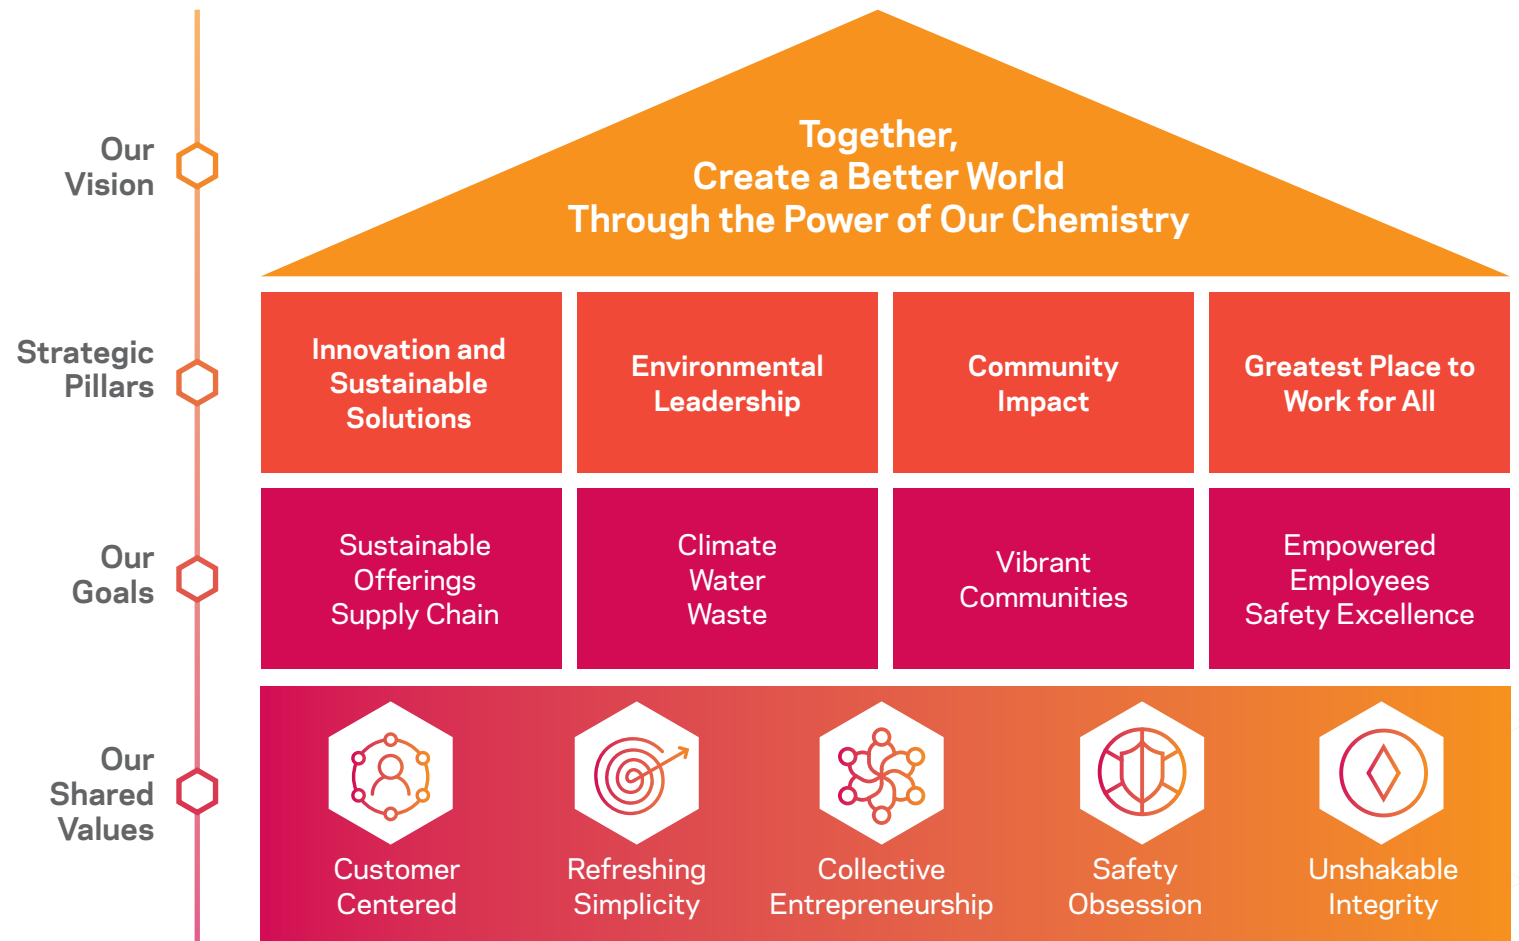 Our
Vision
Together,
Create a Better World
Through the Power of Our Chemistry
Strategic
Pillars
Innovation and
Sustainable
Solutions
Environmental
Leadership
Community
Impact
Greatest Place to
Work for All
Our
Goals
Sustainable
Offerings
Supply Chain
Climate
Water
Waste
Vibrant
Communities
Empowered
Employees
Safety Excellence
Our
Shared
Values
Customer
Centered
Refreshing
Simplicity
Collective
Entrepreneurship
Safety
Obsession
Unshakable
Integrity